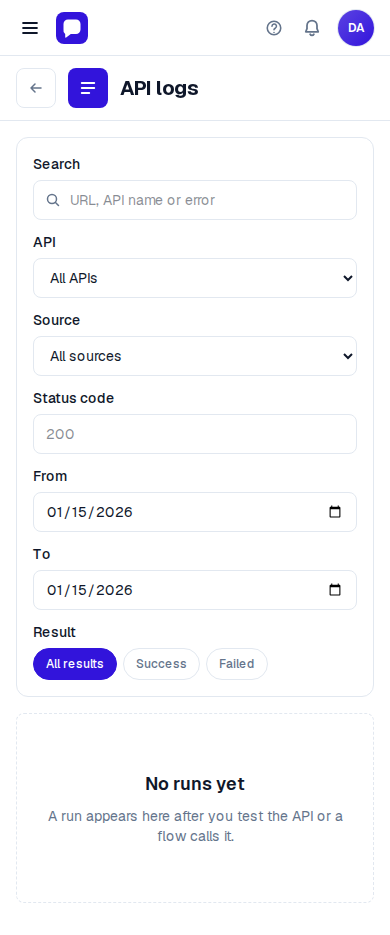 DA
API logs
Search
URL, API name or error
API
All APIs
Source
All sources
Status code
200
From
01/15/2026
To
01/15/2026
Result
All results Success Failed
No runs yet
A run appears here after you test the API or a
flow calls it.